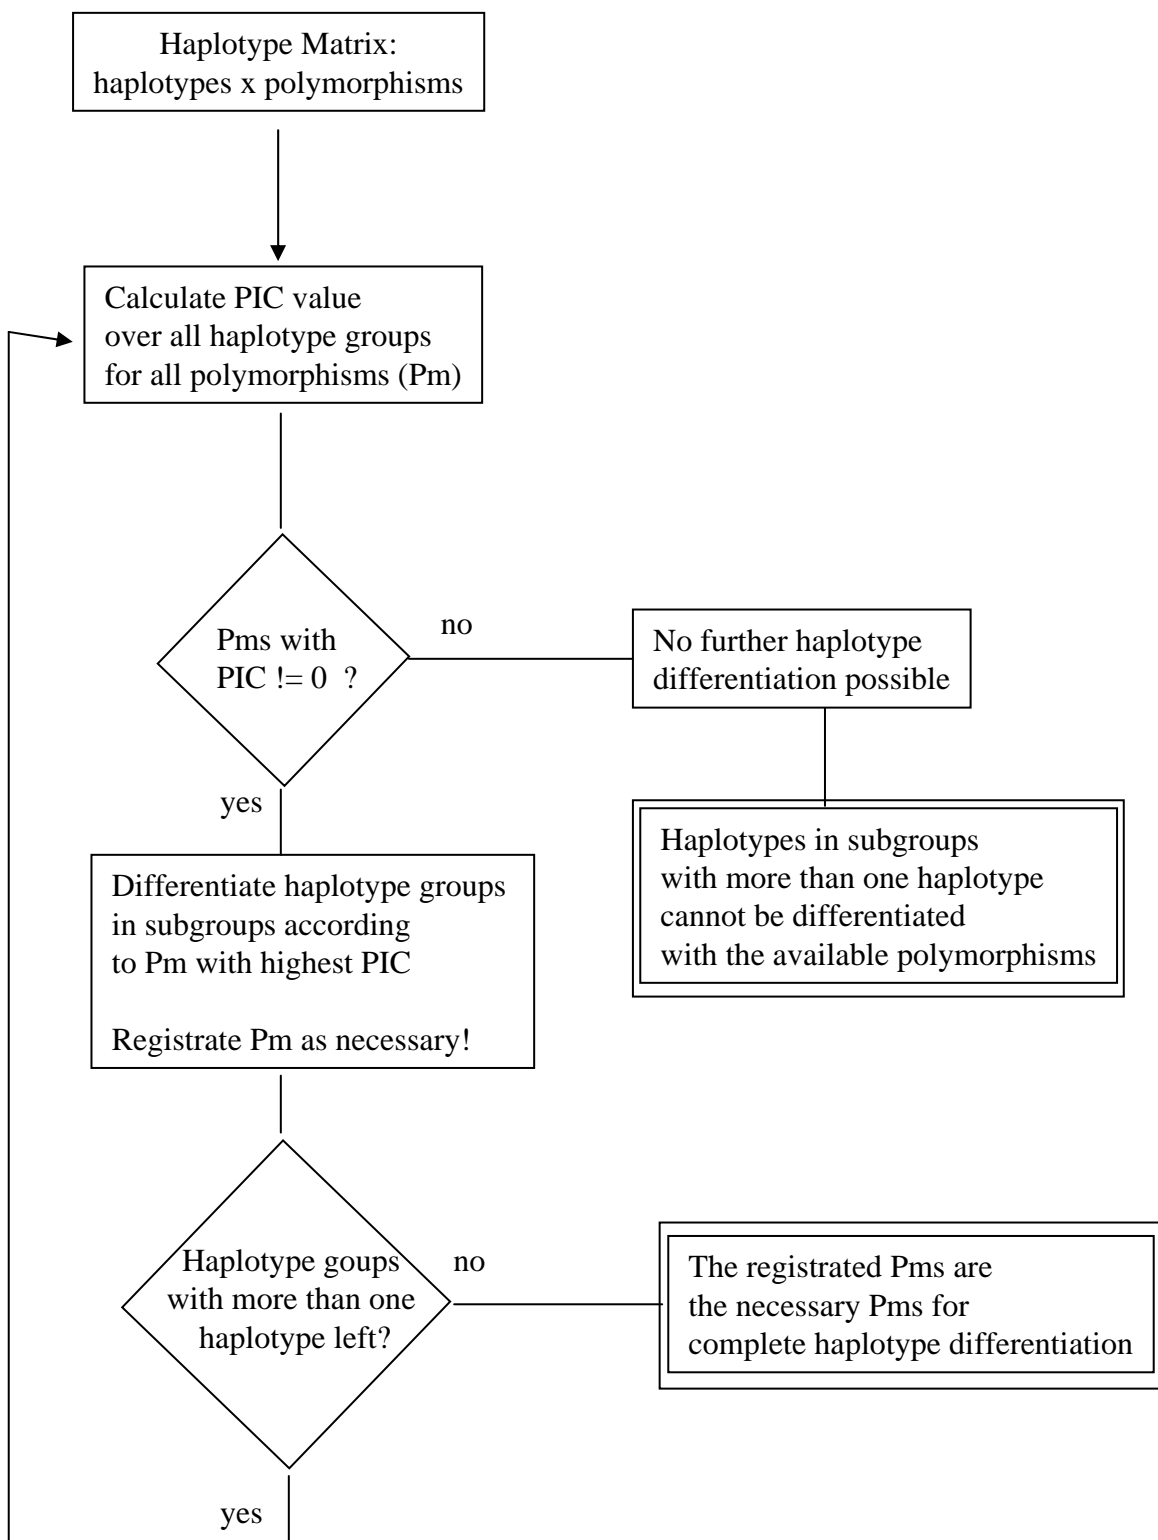 Haplotype Matrix:
haplotypes x polymorphisms
Calculate PIC value
over all haplotype groups
for all polymorphisms (Pm)
Pms with
PIC != 0 ?
no
No further haplotype
differentiation possible
yes
Haplotypes in subgroups
with more than one haplotype
cannot be differentiated
with the available polymorphisms
Differentiate haplotype groups
in subgroups according
to Pm with highest PIC
Registrate Pm as necessary!
Haplotype goups
with more than one
haplotype left?
no
The registrated Pms are
the necessary Pms for
complete haplotype differentiation
yes